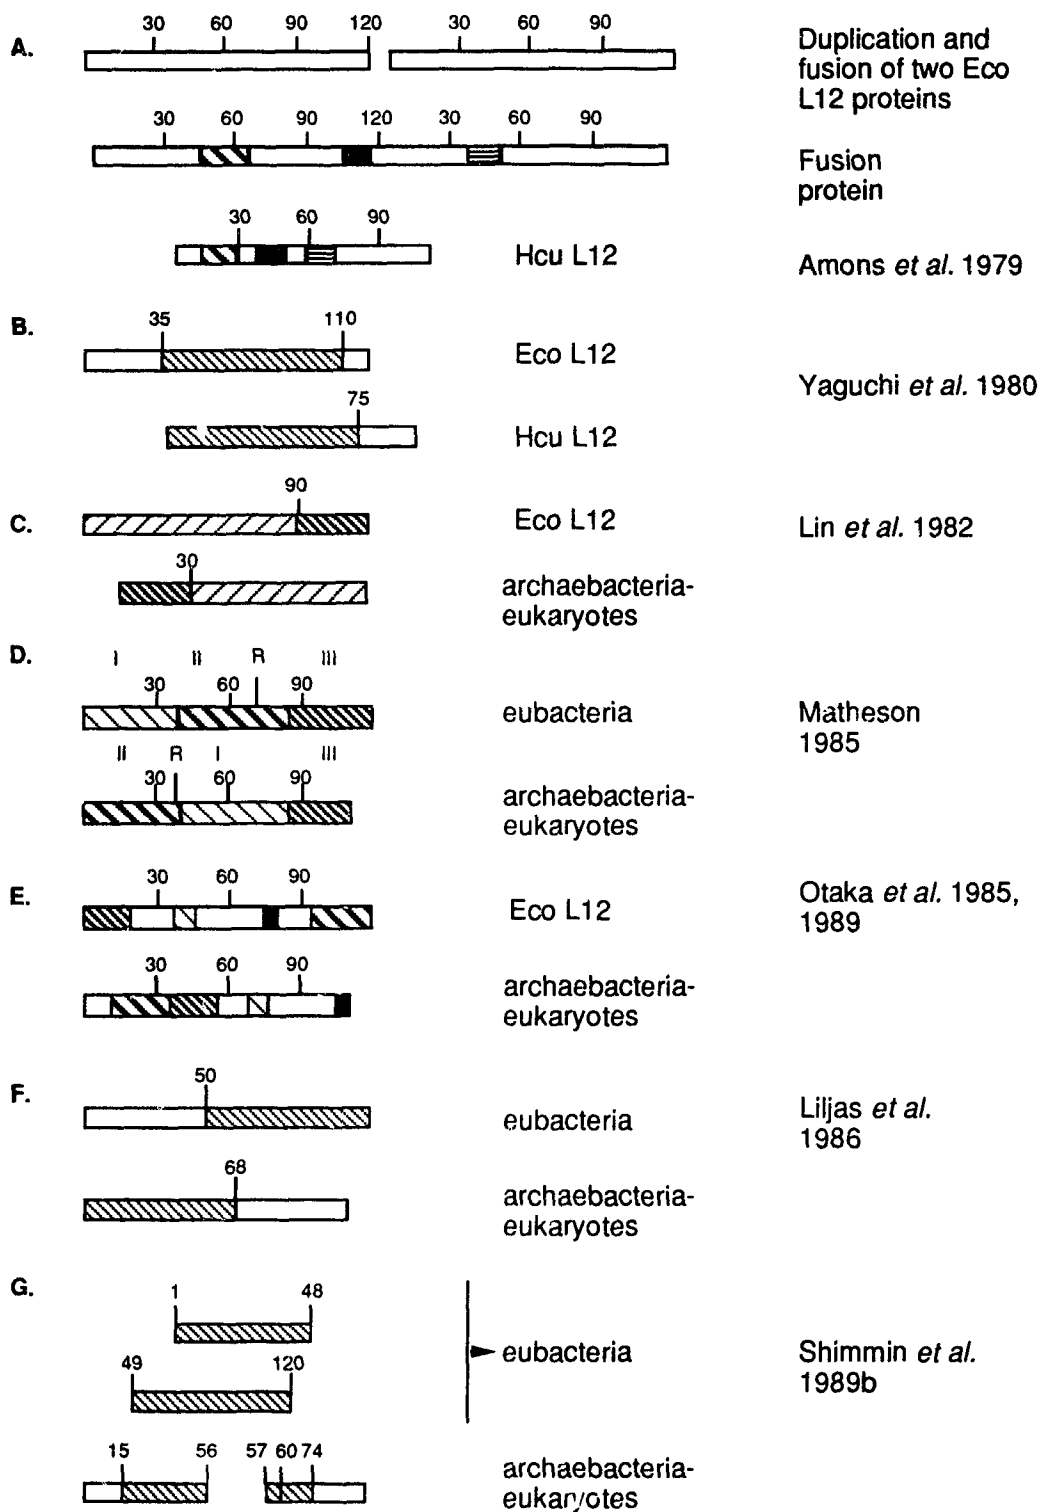 A.
30 60 90 120 30 60 90
Duplication and
fusion of two Eco
L12 proteins
30 60 90 120 30 60 90
Fusion
protein
30 60 90
Hcu L12
Amons et al. 1979
B.
35 110
Eco L12
Yaguchi et al. 1980
75
Hcu L12
C.
90
Eco L12
Lin et al. 1982
30
archaebacteria-
eukaryotes
D.
I II R III
30 60 90
eubacteria
Matheson
1985
II R I III
30 60 90
archaebacteria-
eukaryotes
E.
30 60 90
Eco L12
Otaka et al. 1985,
1989
30 60 90
archaebacteria-
eukaryotes
F.
50
eubacteria
Liljas et al.
1986
68
archaebacteria-
eukaryotes
G.
1 48
49 120
eubacteria
Shimmin et al.
1989b
15 56 57 60 74
archaebacteria-
eukaryotes